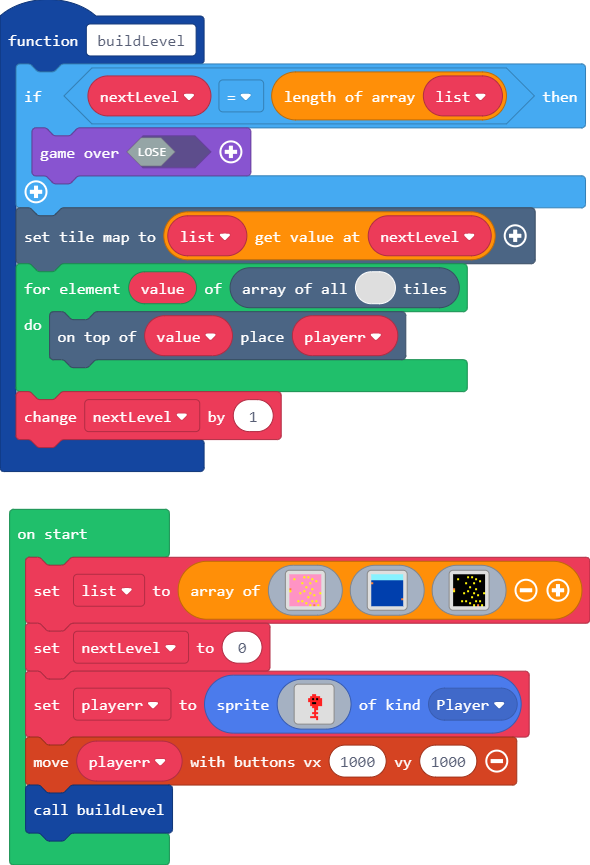 function buildLevel
if nextLevel = length of array list then
game over LOSE
set tile map to list get value at nextLevel
for element value of array of all tiles
do on top of value place playerr
change nextLevel by 1
on start
set list to array of
set nextLevel to 0
set playerr to sprite of kind Player
move playerr with buttons vx 1000 vy 1000
call buildLevel